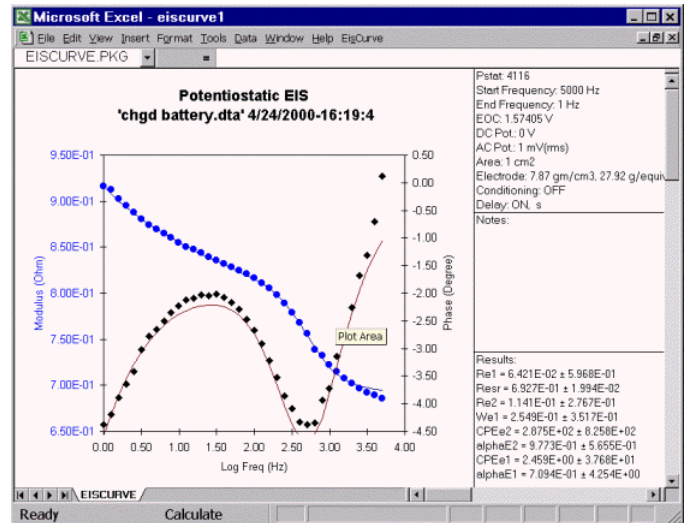 Microsoft Excel - eiscurve1
File Edit View Insert Format Tools Data Window Help EisCurve
EISCURVE.PKG =
Potentiostatic EIS
'chgd battery.dta' 4/24/2000-16:19:4
9.50E-01
9.00E-01
8.50E-01
8.00E-01
7.50E-01
7.00E-01
6.50E-01
Modulus (Ohm)
0.50
0.00
-0.50
-1.00
-1.50
-2.00
-2.50
-3.00
-3.50
-4.00
-4.50
Phase (Degree)
Plot Area
0.00 0.50 1.00 1.50 2.00 2.50 3.00 3.50 4.00
Log Freq (Hz)
Pstat: 4116
Start Frequency: 5000 Hz
End Frequency: 1 Hz
EOC: 1.57405 V
DC Pot.: 0 V
AC Pot.: 1 mV(rms)
Area: 1 cm2
Electrode: 7.87 gm/cm3, 27.92 g/equiv
Conditioning: OFF
Delay: ON, s
Notes:
Results:
Re1 = 6.421E-02 ± 5.968E-01
Resr = 6.927E-01 ± 1.994E-02
Re2 = 1.141E-01 ± 2.767E-01
We1 = 2.549E-01 ± 3.517E-01
CPEe2 = 2.875E+02 ± 8.258E+02
alphaE2 = 9.773E-01 ± 5.655E-01
CPEe1 = 2.459E+00 ± 3.768E+01
alphaE1 = 7.094E-01 ± 4.254E+00
EISCURVE
Ready Calculate